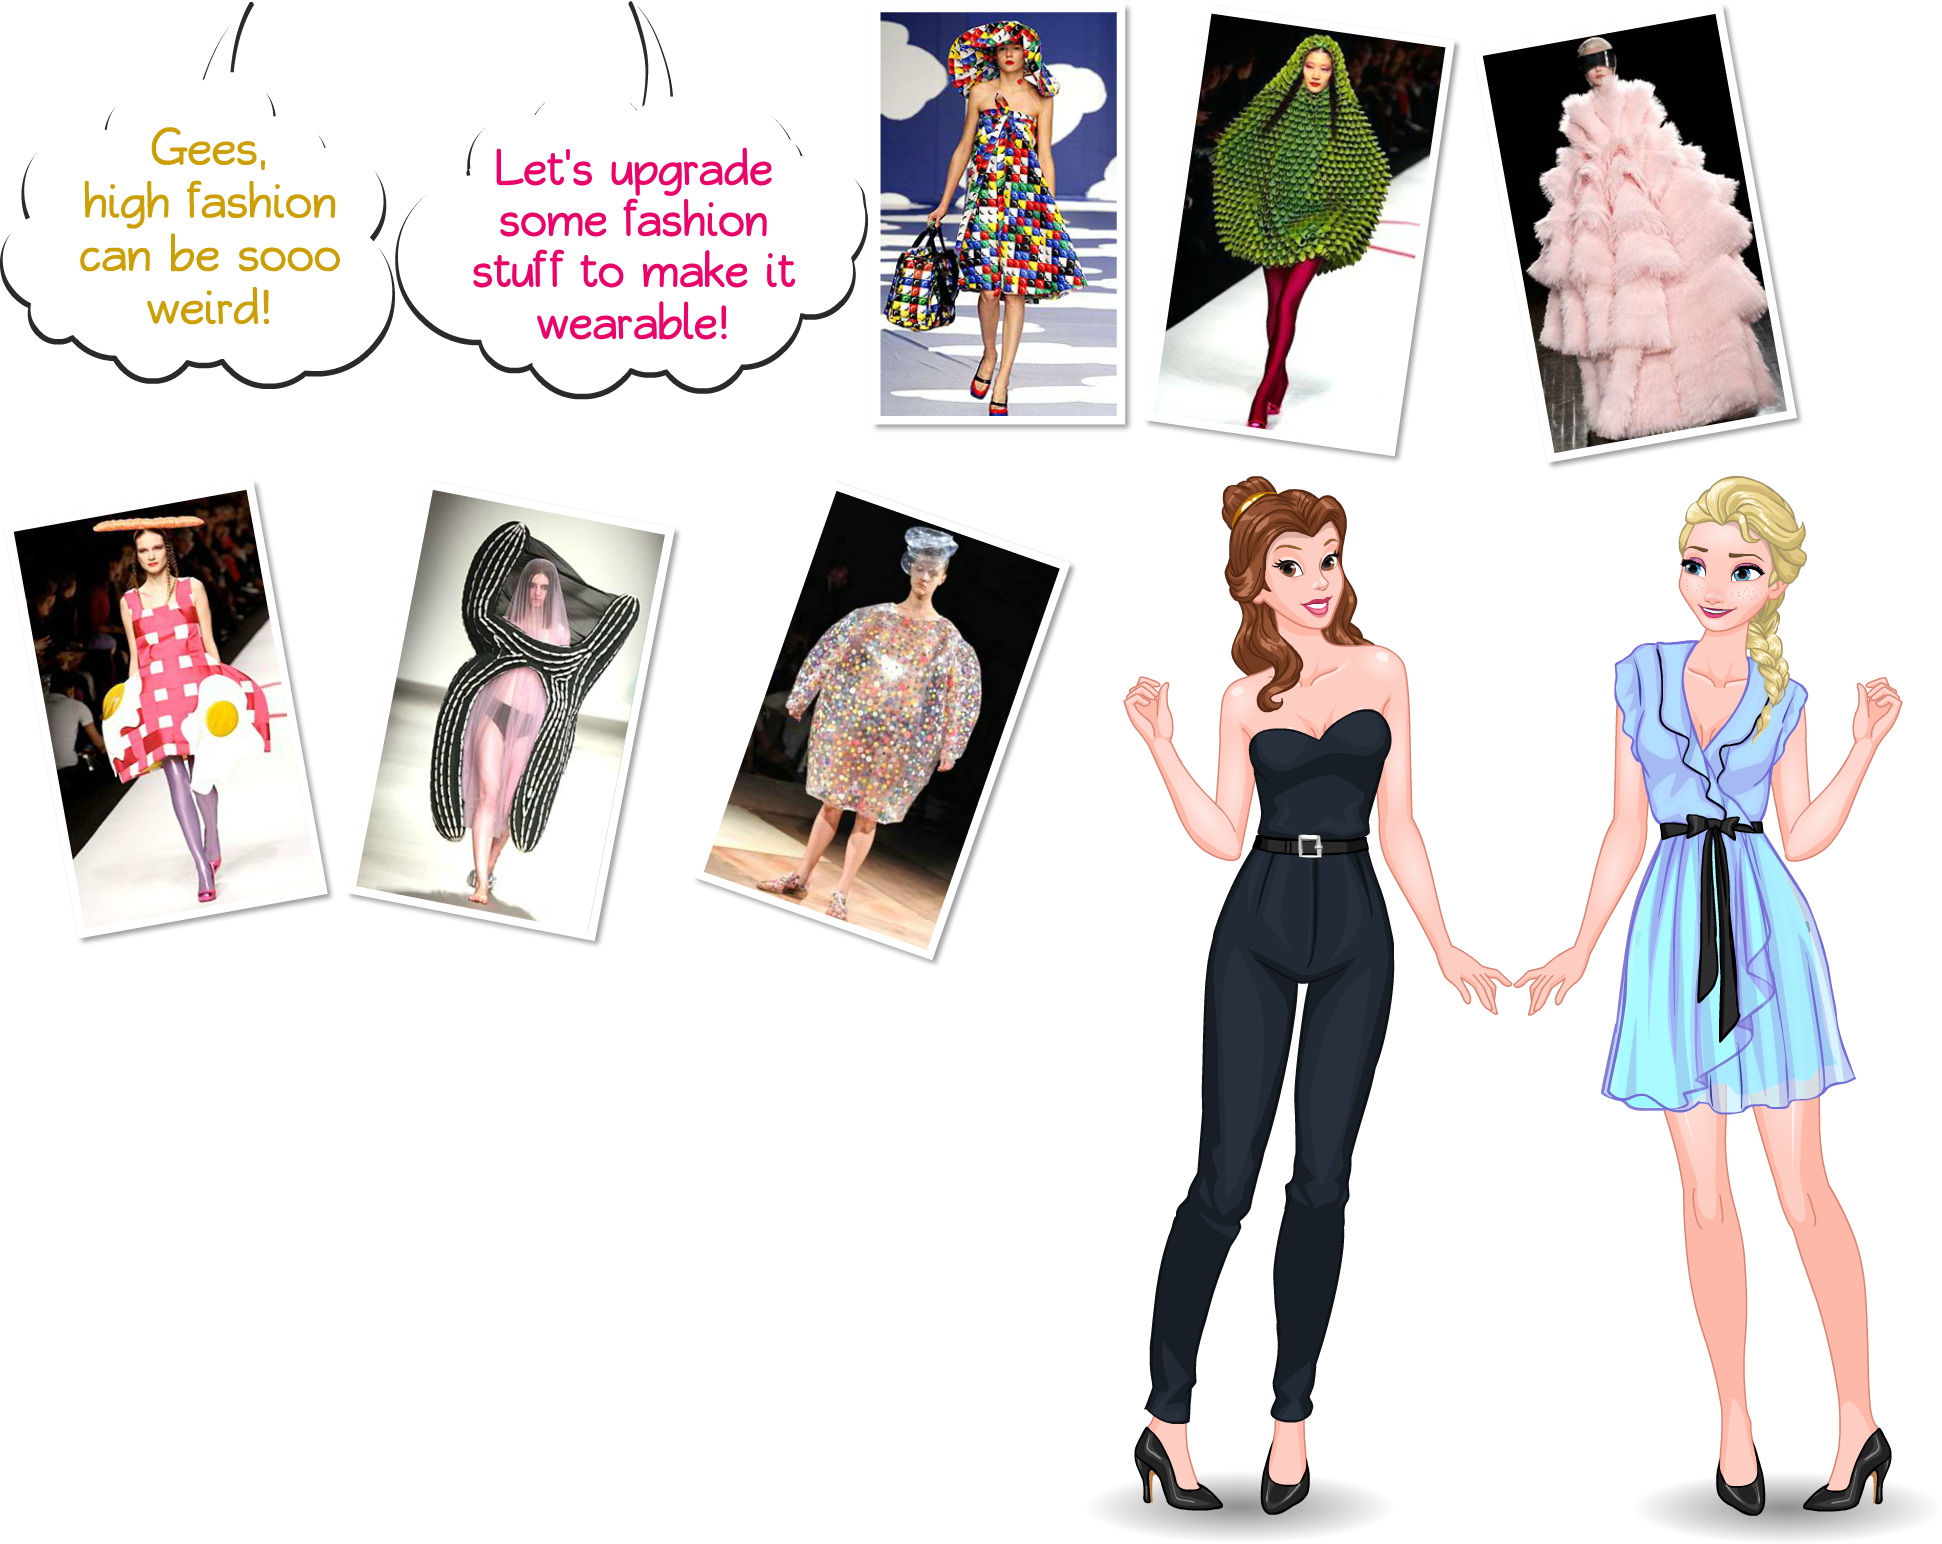 Gees,
high fashion
can be sooo
weird!
Let's upgrade
some fashion
stuff to make it
wearable!